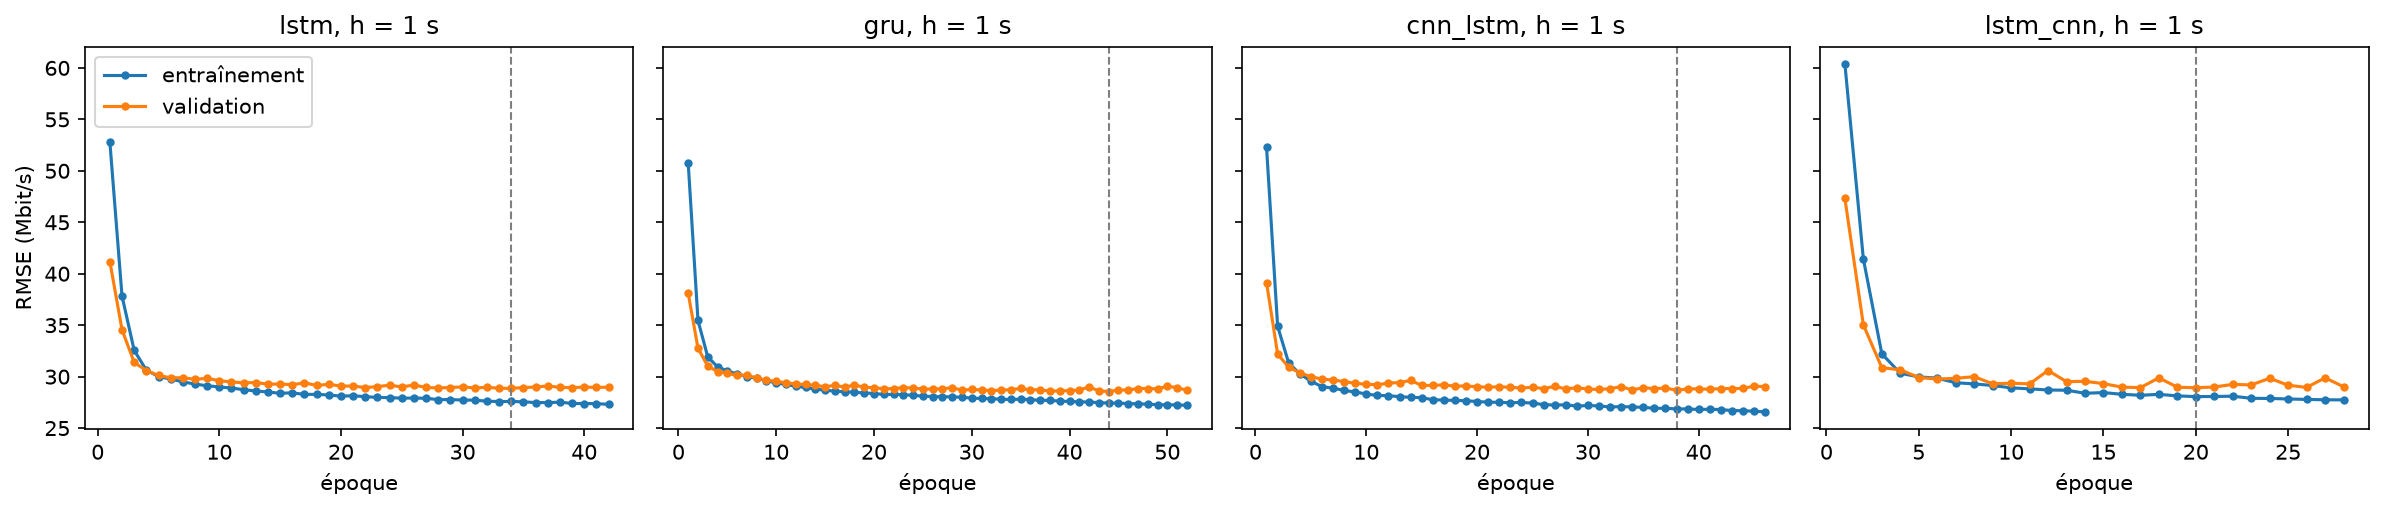 lstm, h = 1 s
gru, h = 1 s
cnn_lstm, h = 1 s
lstm_cnn, h = 1 s
entraînement
validation
RMSE (Mbit/s)
60
55
50
45
40
35
30
25
0 10 20 30 40
0 10 20 30 40 50
0 10 20 30 40
0 5 10 15 20 25
époque
époque
époque
époque